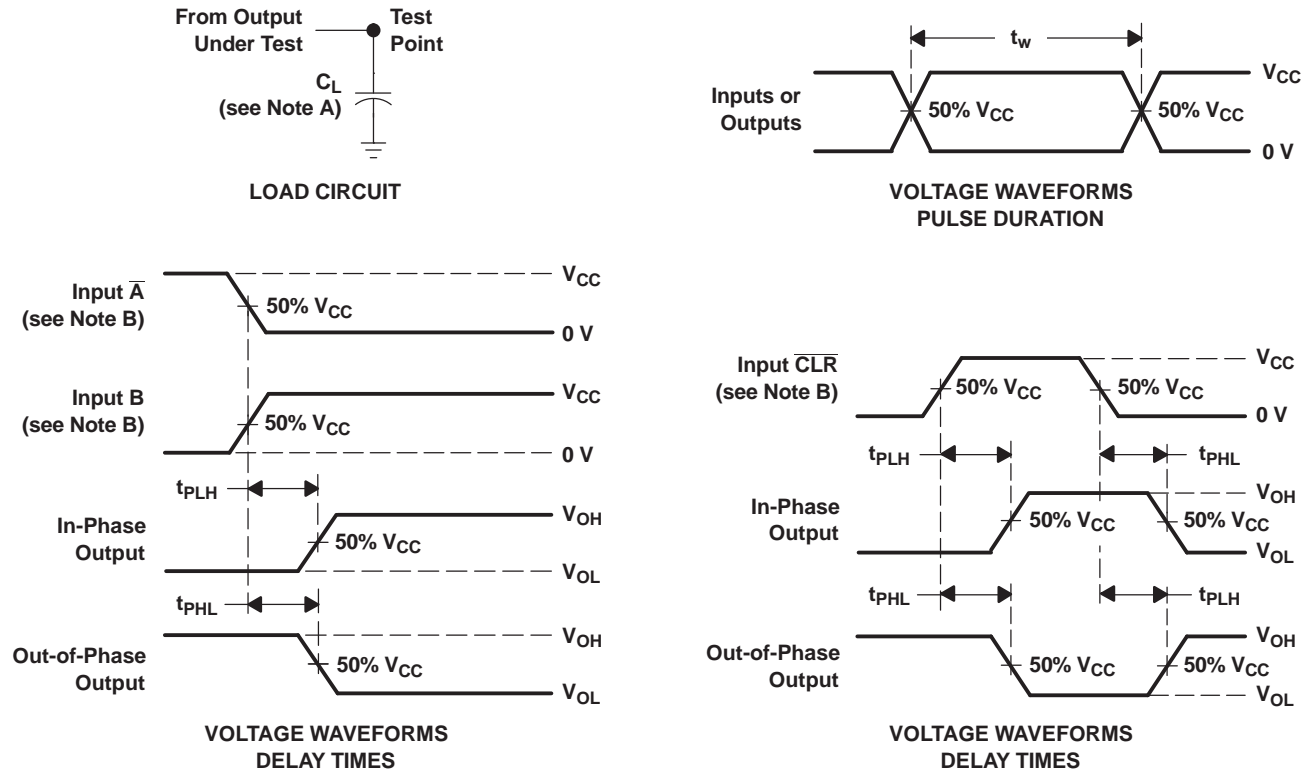 From Output
Under Test
Test
Point
CL
(see Note A)
LOAD CIRCUIT
tw
Inputs or
Outputs
50% VCC
50% VCC
VCC
0 V
VOLTAGE WAVEFORMS
PULSE DURATION
Input A̅
(see Note B)
50% VCC
VCC
0 V
Input B
(see Note B)
50% VCC
VCC
0 V
tPLH
In-Phase
Output
50% VCC
VOH
VOL
tPHL
Out-of-Phase
Output
50% VCC
VOH
VOL
VOLTAGE WAVEFORMS
DELAY TIMES
Input C̅L̅R̅
(see Note B)
50% VCC
50% VCC
VCC
0 V
tPLH
tPHL
In-Phase
Output
50% VCC
50% VCC
VOH
VOL
tPHL
tPLH
Out-of-Phase
Output
50% VCC
50% VCC
VOH
VOL
VOLTAGE WAVEFORMS
DELAY TIMES